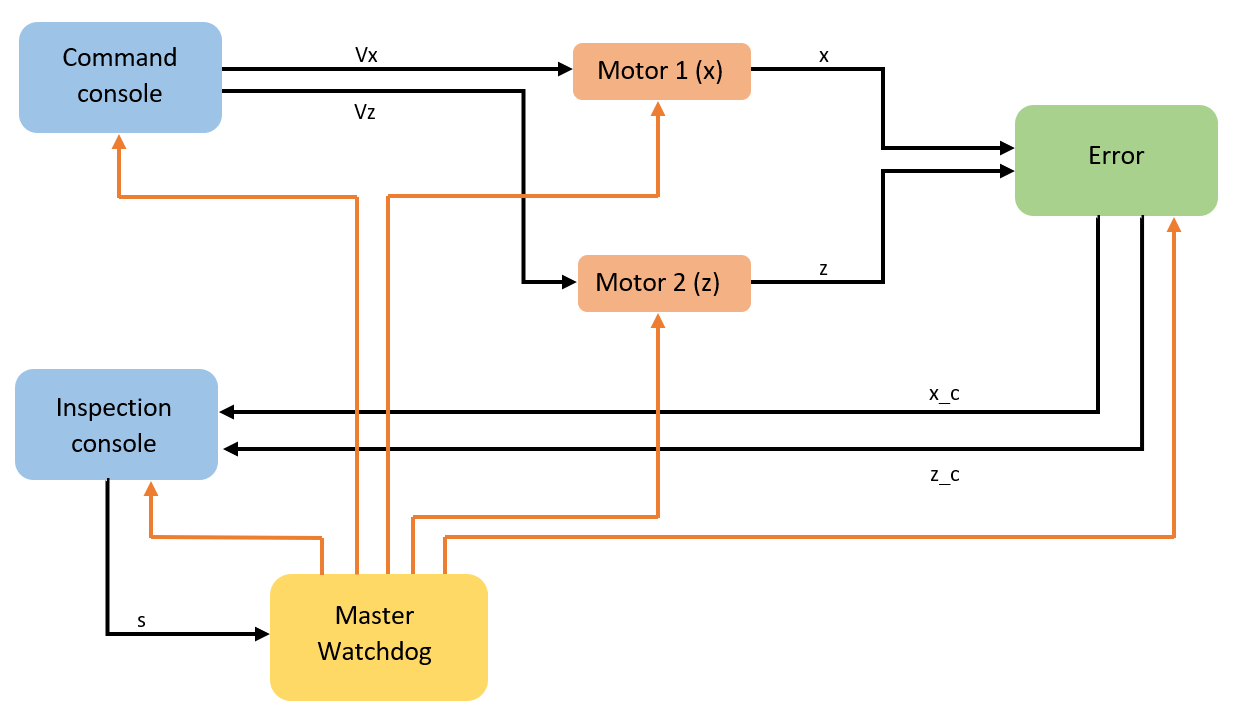 Command
console
Vx
Vz
Motor 1 (x)
x
Error
Motor 2 (z)
z
Inspection
console
x_c
z_c
s
Master
Watchdog